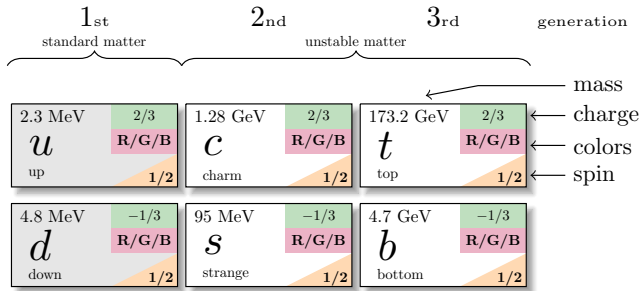 1st 2nd 3rd generation
standard matter unstable matter
mass
2.3 MeV 2/3 1.28 GeV 2/3 173.2 GeV 2/3 charge
u R/G/B c R/G/B t R/G/B colors
up 1/2 charm 1/2 top 1/2 spin
4.8 MeV −1/3 95 MeV −1/3 4.7 GeV −1/3
d R/G/B s R/G/B b R/G/B
down 1/2 strange 1/2 bottom 1/2